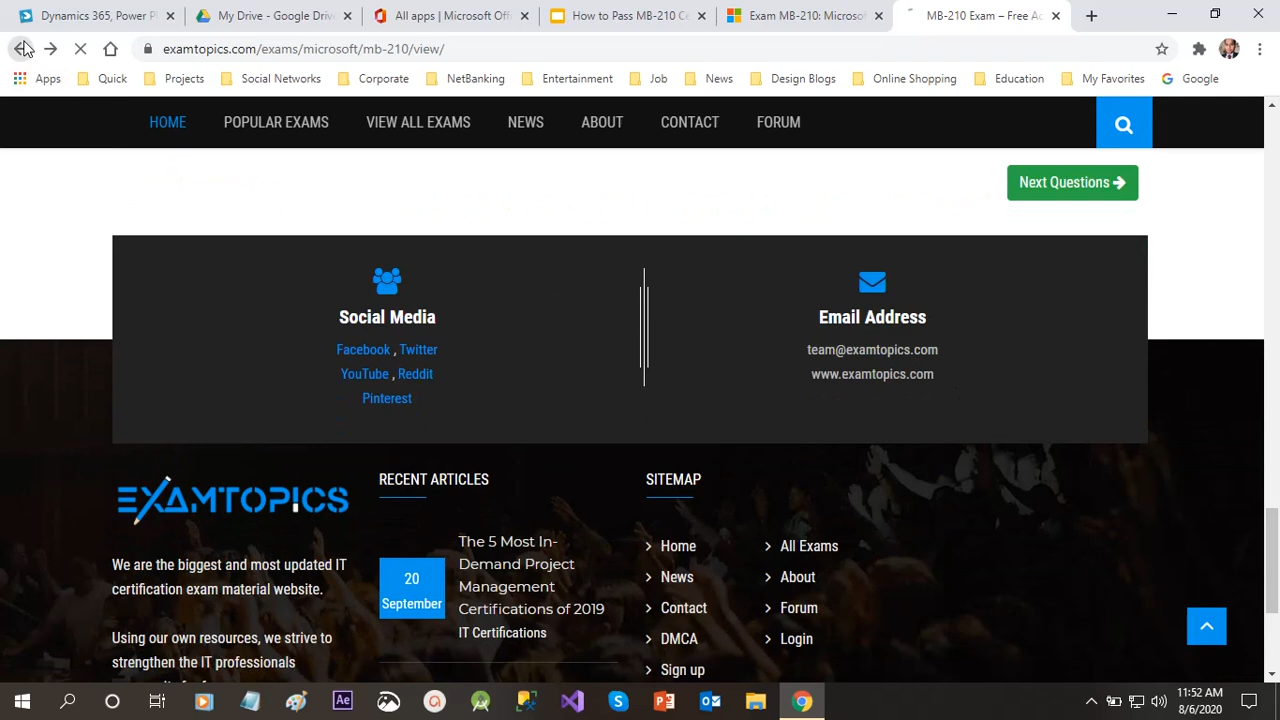 Dynamics 365, Power P
My Drive - Google Driv
All apps | Microsoft Off
How to Pass MB-210 Ce
Exam MB-210: Microsof
MB-210 Exam – Free Ac
examtopics.com/exams/microsoft/mb-210/view/
Apps
Quick
Projects
Social Networks
Corporate
NetBanking
Entertainment
Job
News
Design Blogs
Online Shopping
Education
My Favorites
Google
HOME
POPULAR EXAMS
VIEW ALL EXAMS
NEWS
ABOUT
CONTACT
FORUM
Next Questions
Social Media
Facebook , Twitter
YouTube , Reddit
Pinterest
Email Address
team@examtopics.com
www.examtopics.com
EXAMTOPICS
We are the biggest and most updated IT
certification exam material website.
Using our own resources, we strive to
strengthen the IT professionals
RECENT ARTICLES
20
September
The 5 Most In-
Demand Project
Management
Certifications of 2019
IT Certifications
SITEMAP
Home
News
Contact
DMCA
Sign up
All Exams
About
Forum
Login
Ae
11:52 AM
8/6/2020